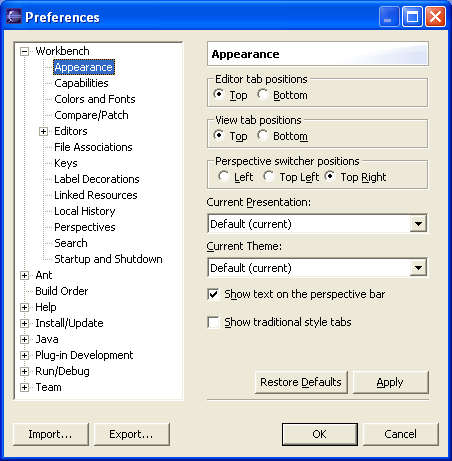 Preferences
Workbench
Appearance
Capabilities
Colors and Fonts
Compare/Patch
Editors
File Associations
Keys
Label Decorations
Linked Resources
Local History
Perspectives
Search
Startup and Shutdown
Ant
Build Order
Help
Install/Update
Java
Plug-in Development
Run/Debug
Team
Appearance
Editor tab positions
Top Bottom
View tab positions
Top Bottom
Perspective switcher positions
Left Top Left Top Right
Current Presentation:
Default (current)
Current Theme:
Default (current)
Show text on the perspective bar
Show traditional style tabs
Restore Defaults Apply
Import... Export... OK Cancel